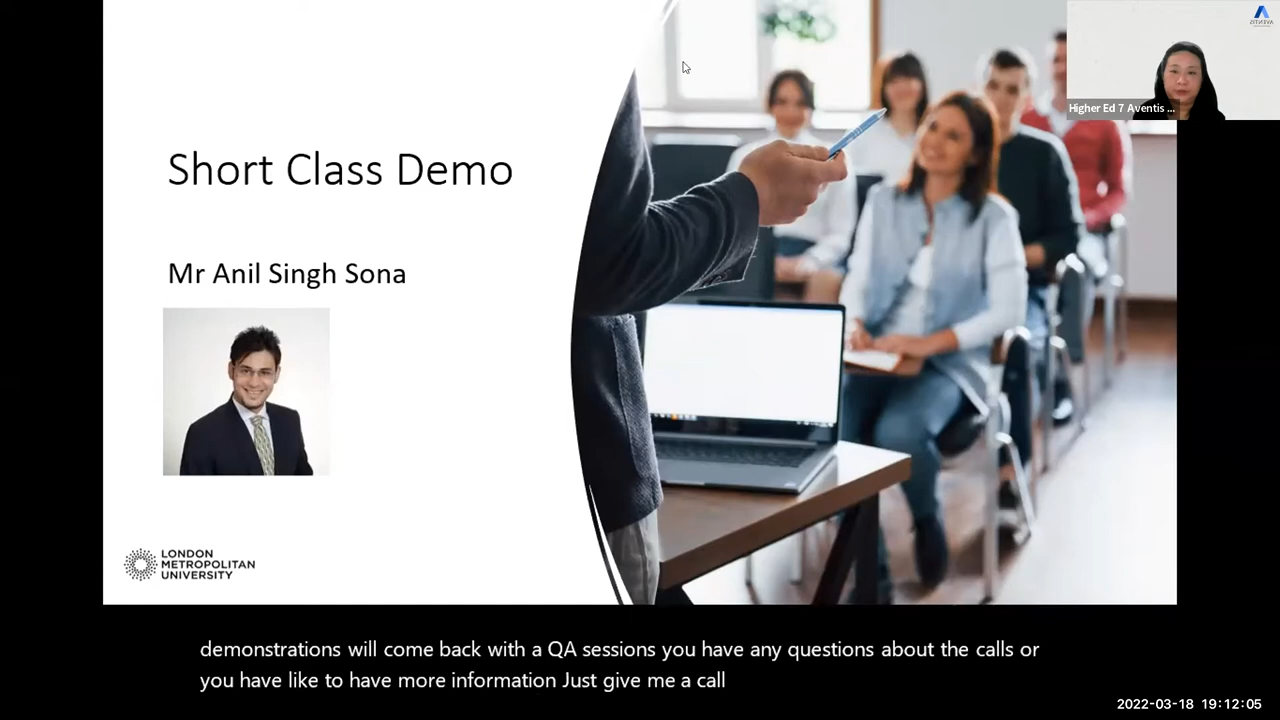 Short Class Demo
Mr Anil Singh Sona
LONDON
METROPOLITAN
UNIVERSITY
Higher Ed 7 Aventis ...
demonstrations will come back with a QA sessions you have any questions about the calls or
you have like to have more information Just give me a call
2022-03-18 19:12:05